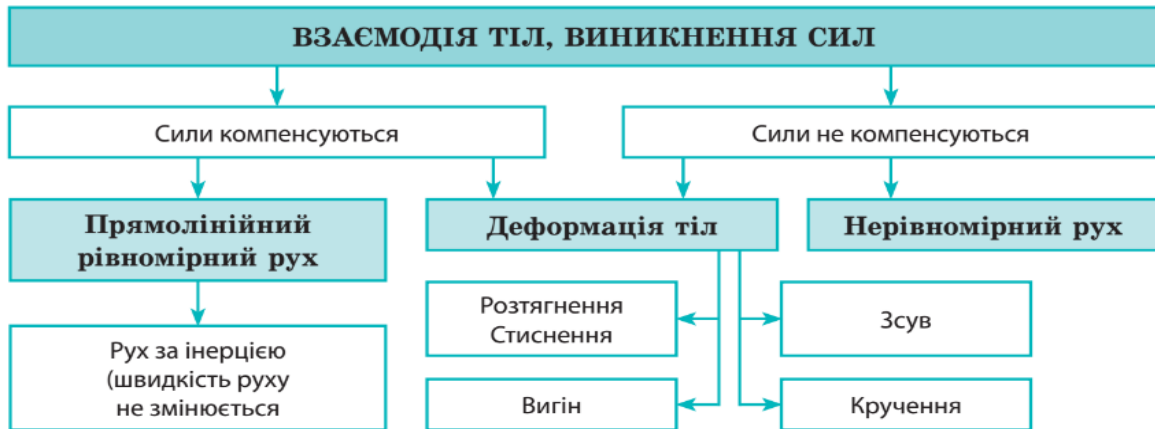 ВЗАЄМОДІЯ ТІЛ, ВИНИКНЕННЯ СИЛ
Сили компенсуються
Сили не компенсуються
Прямолінійний
рівномірний рух
Деформація тіл
Нерівномірний рух
Розтягнення
Стиснення
Зсув
Рух за інерцією
(швидкість руху
не змінюється
Вигін
Кручення